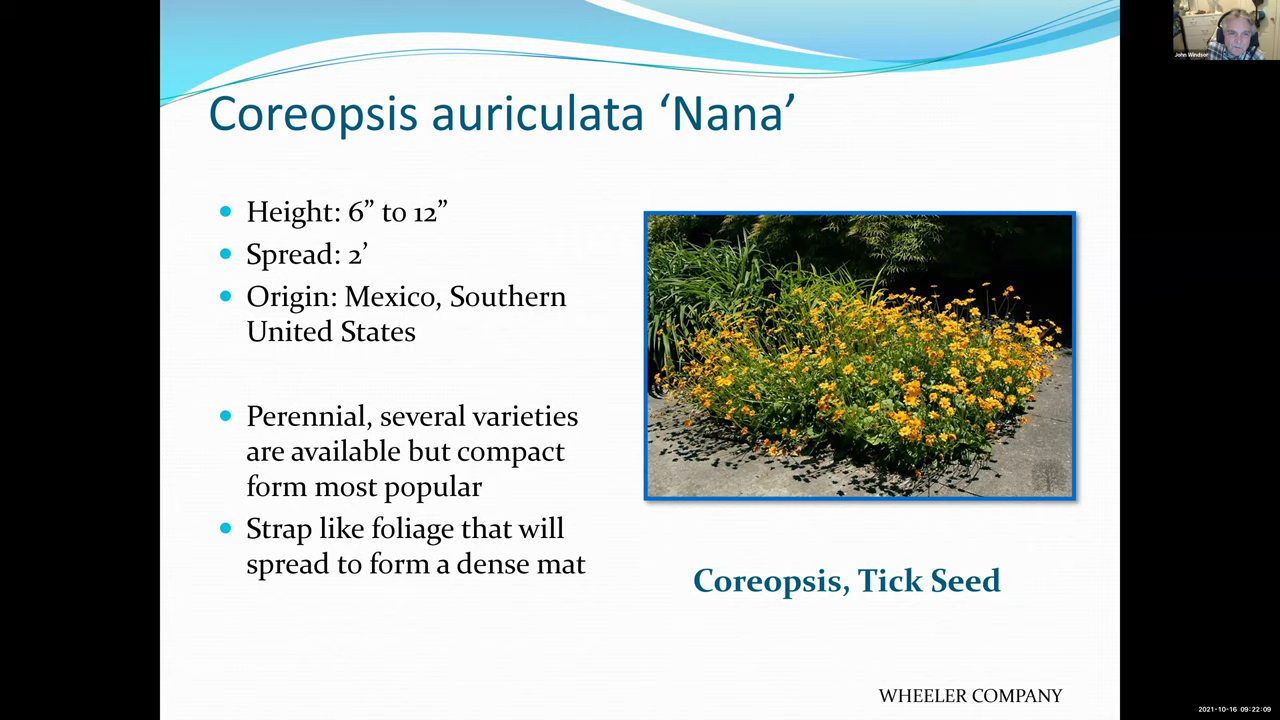 John Windsor
Coreopsis auriculata ‘Nana’
Height: 6” to 12”
Spread: 2’
Origin: Mexico, Southern
United States
Perennial, several varieties
are available but compact
form most popular
Strap like foliage that will
spread to form a dense mat
Coreopsis, Tick Seed
WHEELER COMPANY
2021-10-16 09:22:09